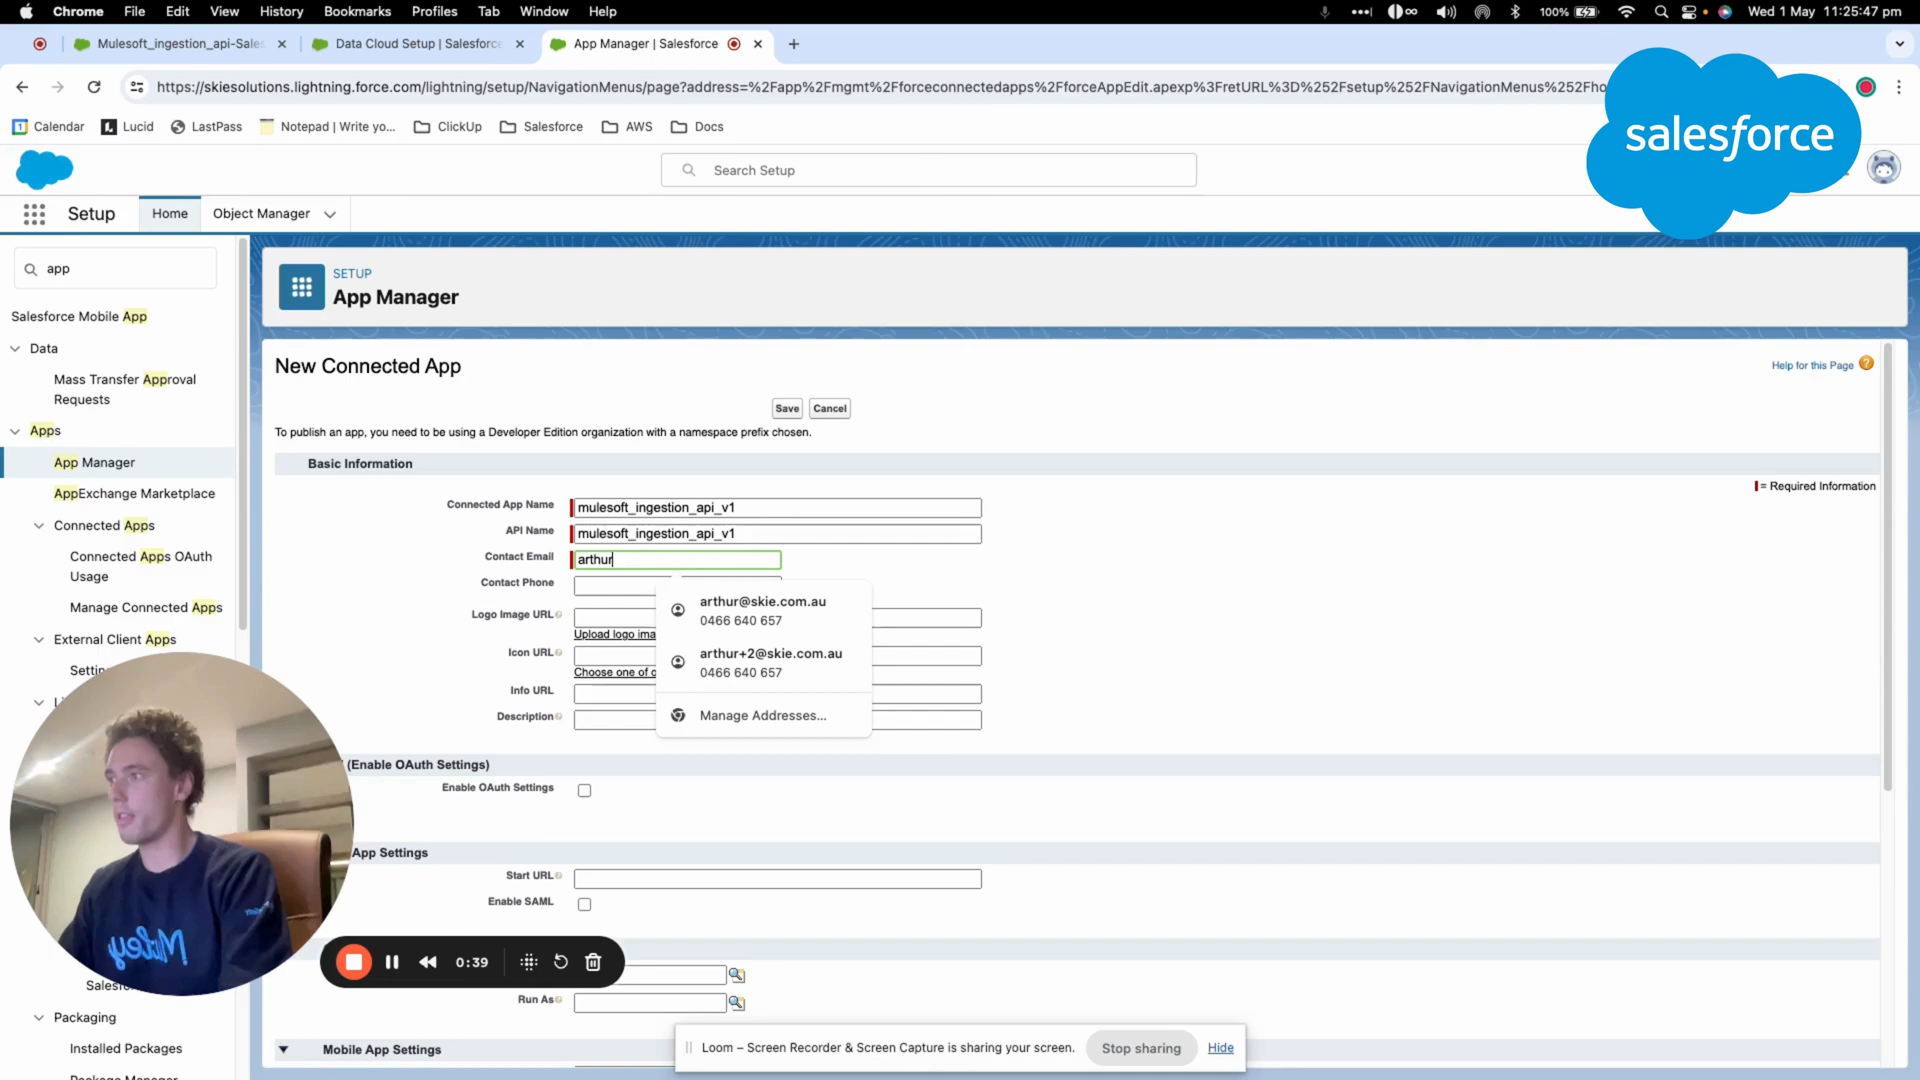 Chrome File Edit View History Bookmarks Profiles Tab Window Help 100% Wed 1 May 11:25:47 pm
Mulesoft_ingestion_api-Sales Data Cloud Setup | Salesforce App Manager | Salesforce
https://skiesolutions.lightning.force.com/lightning/setup/NavigationMenus/page?address=%2Fapp%2Fmgmt%2Fforceconnectedapps%2FforceAppEdit.apexp%3FretURL%3D%252Fsetup%252FNavigationMenus%252Fho
Calendar Lucid LastPass Notepad | Write yo... ClickUp Salesforce AWS Docs
salesforce
Search Setup
Setup Home Object Manager
app
SETUP
App Manager
Salesforce Mobile App
Data
Mass Transfer Approval
Requests
Apps
App Manager
AppExchange Marketplace
Connected Apps
Connected Apps OAuth
Usage
Manage Connected Apps
External Client Apps
Settin
Salesfo
Packaging
Installed Packages
Package Manager
New Connected App
Help for this Page
Save Cancel
To publish an app, you need to be using a Developer Edition organization with a namespace prefix chosen.
Basic Information
= Required Information
Connected App Name mulesoft_ingestion_api_v1
API Name mulesoft_ingestion_api_v1
Contact Email arthur
Contact Phone
arthur@skie.com.au
0466 640 657
Logo Image URL
Upload logo ima
arthur+2@skie.com.au
0466 640 657
Icon URL
Choose one of o
Info URL
Manage Addresses...
Description
(Enable OAuth Settings)
Enable OAuth Settings
App Settings
Start URL
Enable SAML
0:39
Run As
Mobile App Settings
Loom – Screen Recorder & Screen Capture is sharing your screen. Stop sharing Hide